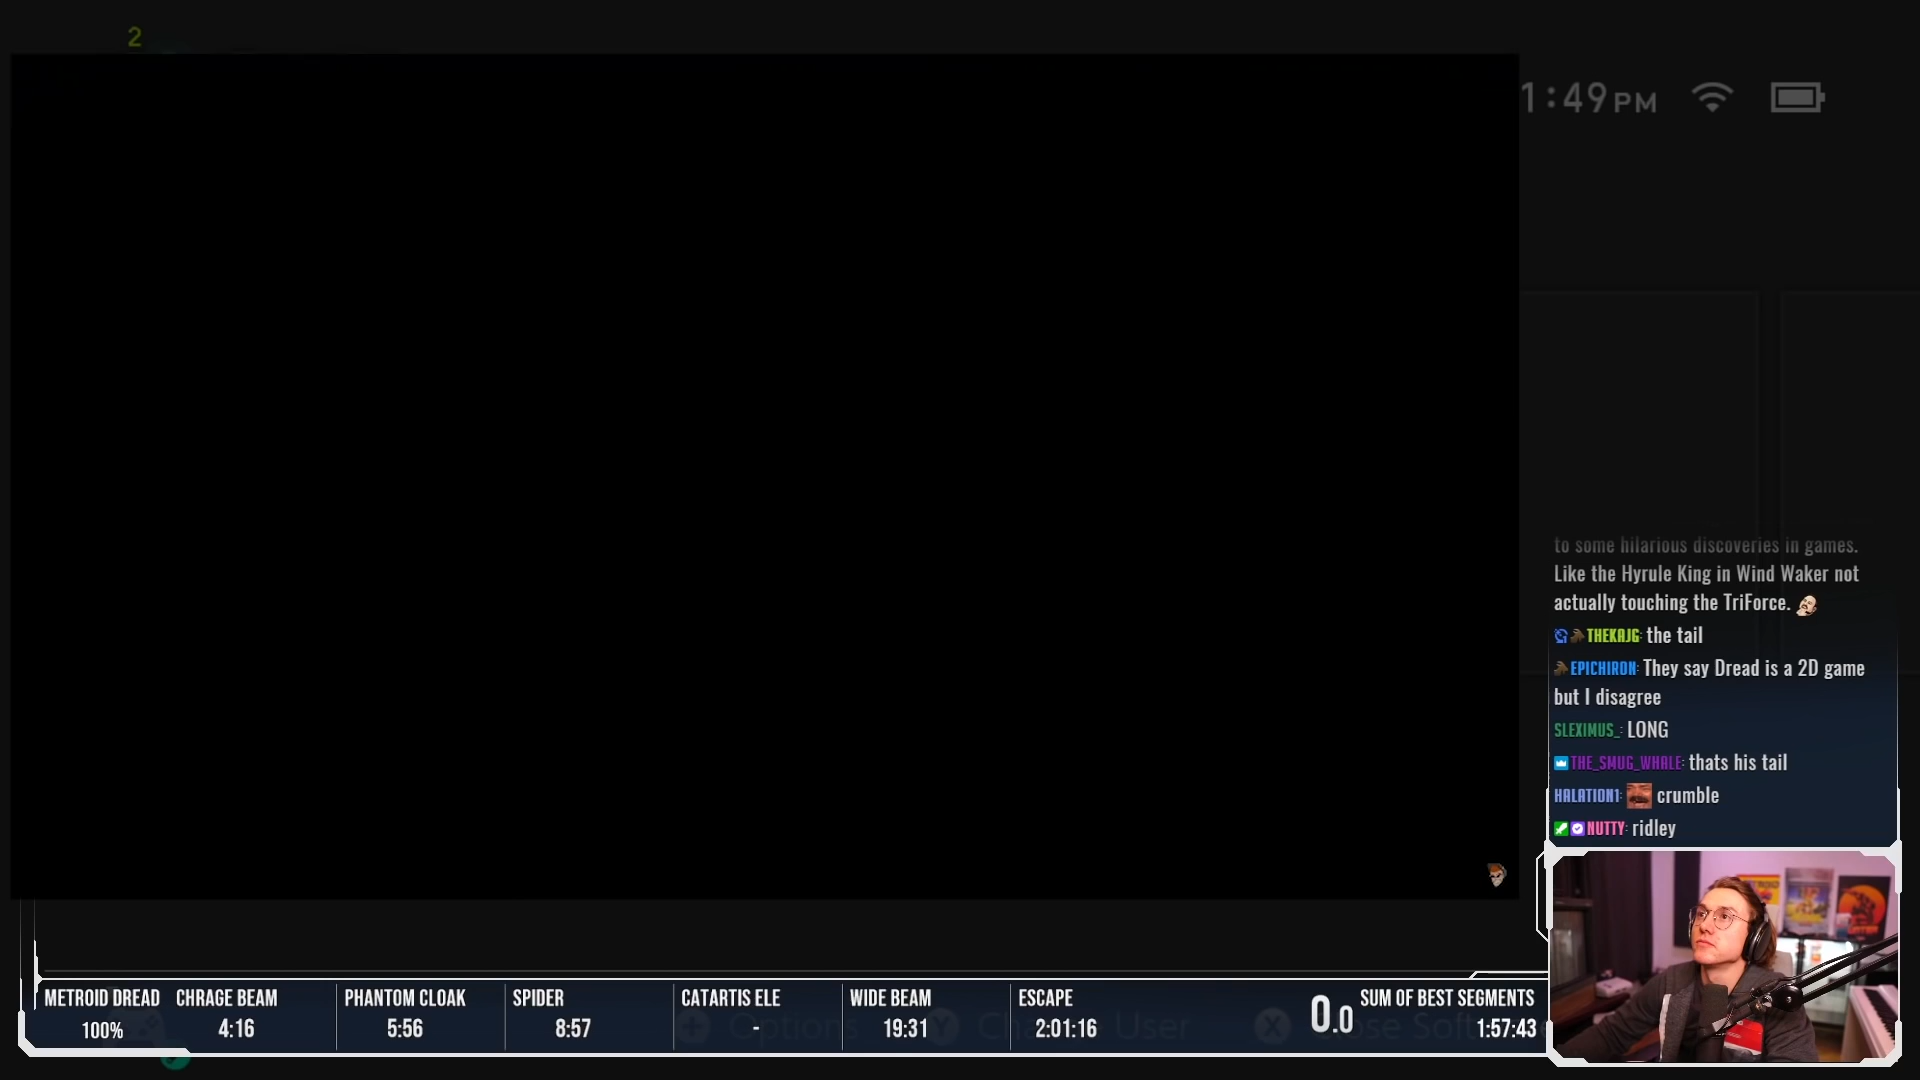 2
1:49PM
to some hilarious discoveries in games.
Like the Hyrule King in Wind Waker not
actually touching the TriForce.
THEKAJG: the tail
EPICHIRON: They say Dread is a 2D game
but I disagree
SLEXIMUS_: LONG
THE_SMUG_WHALE: thats his tail
HALATION1: crumble
NUTTY: ridley
METROID DREAD CHRAGE BEAM PHANTOM CLOAK SPIDER CATARTIS ELE WIDE BEAM ESCAPE SUM OF BEST SEGMENTS
100% 4:16 5:56 8:57 - 19:31 2:01:16 0.0 1:57:43
Options User